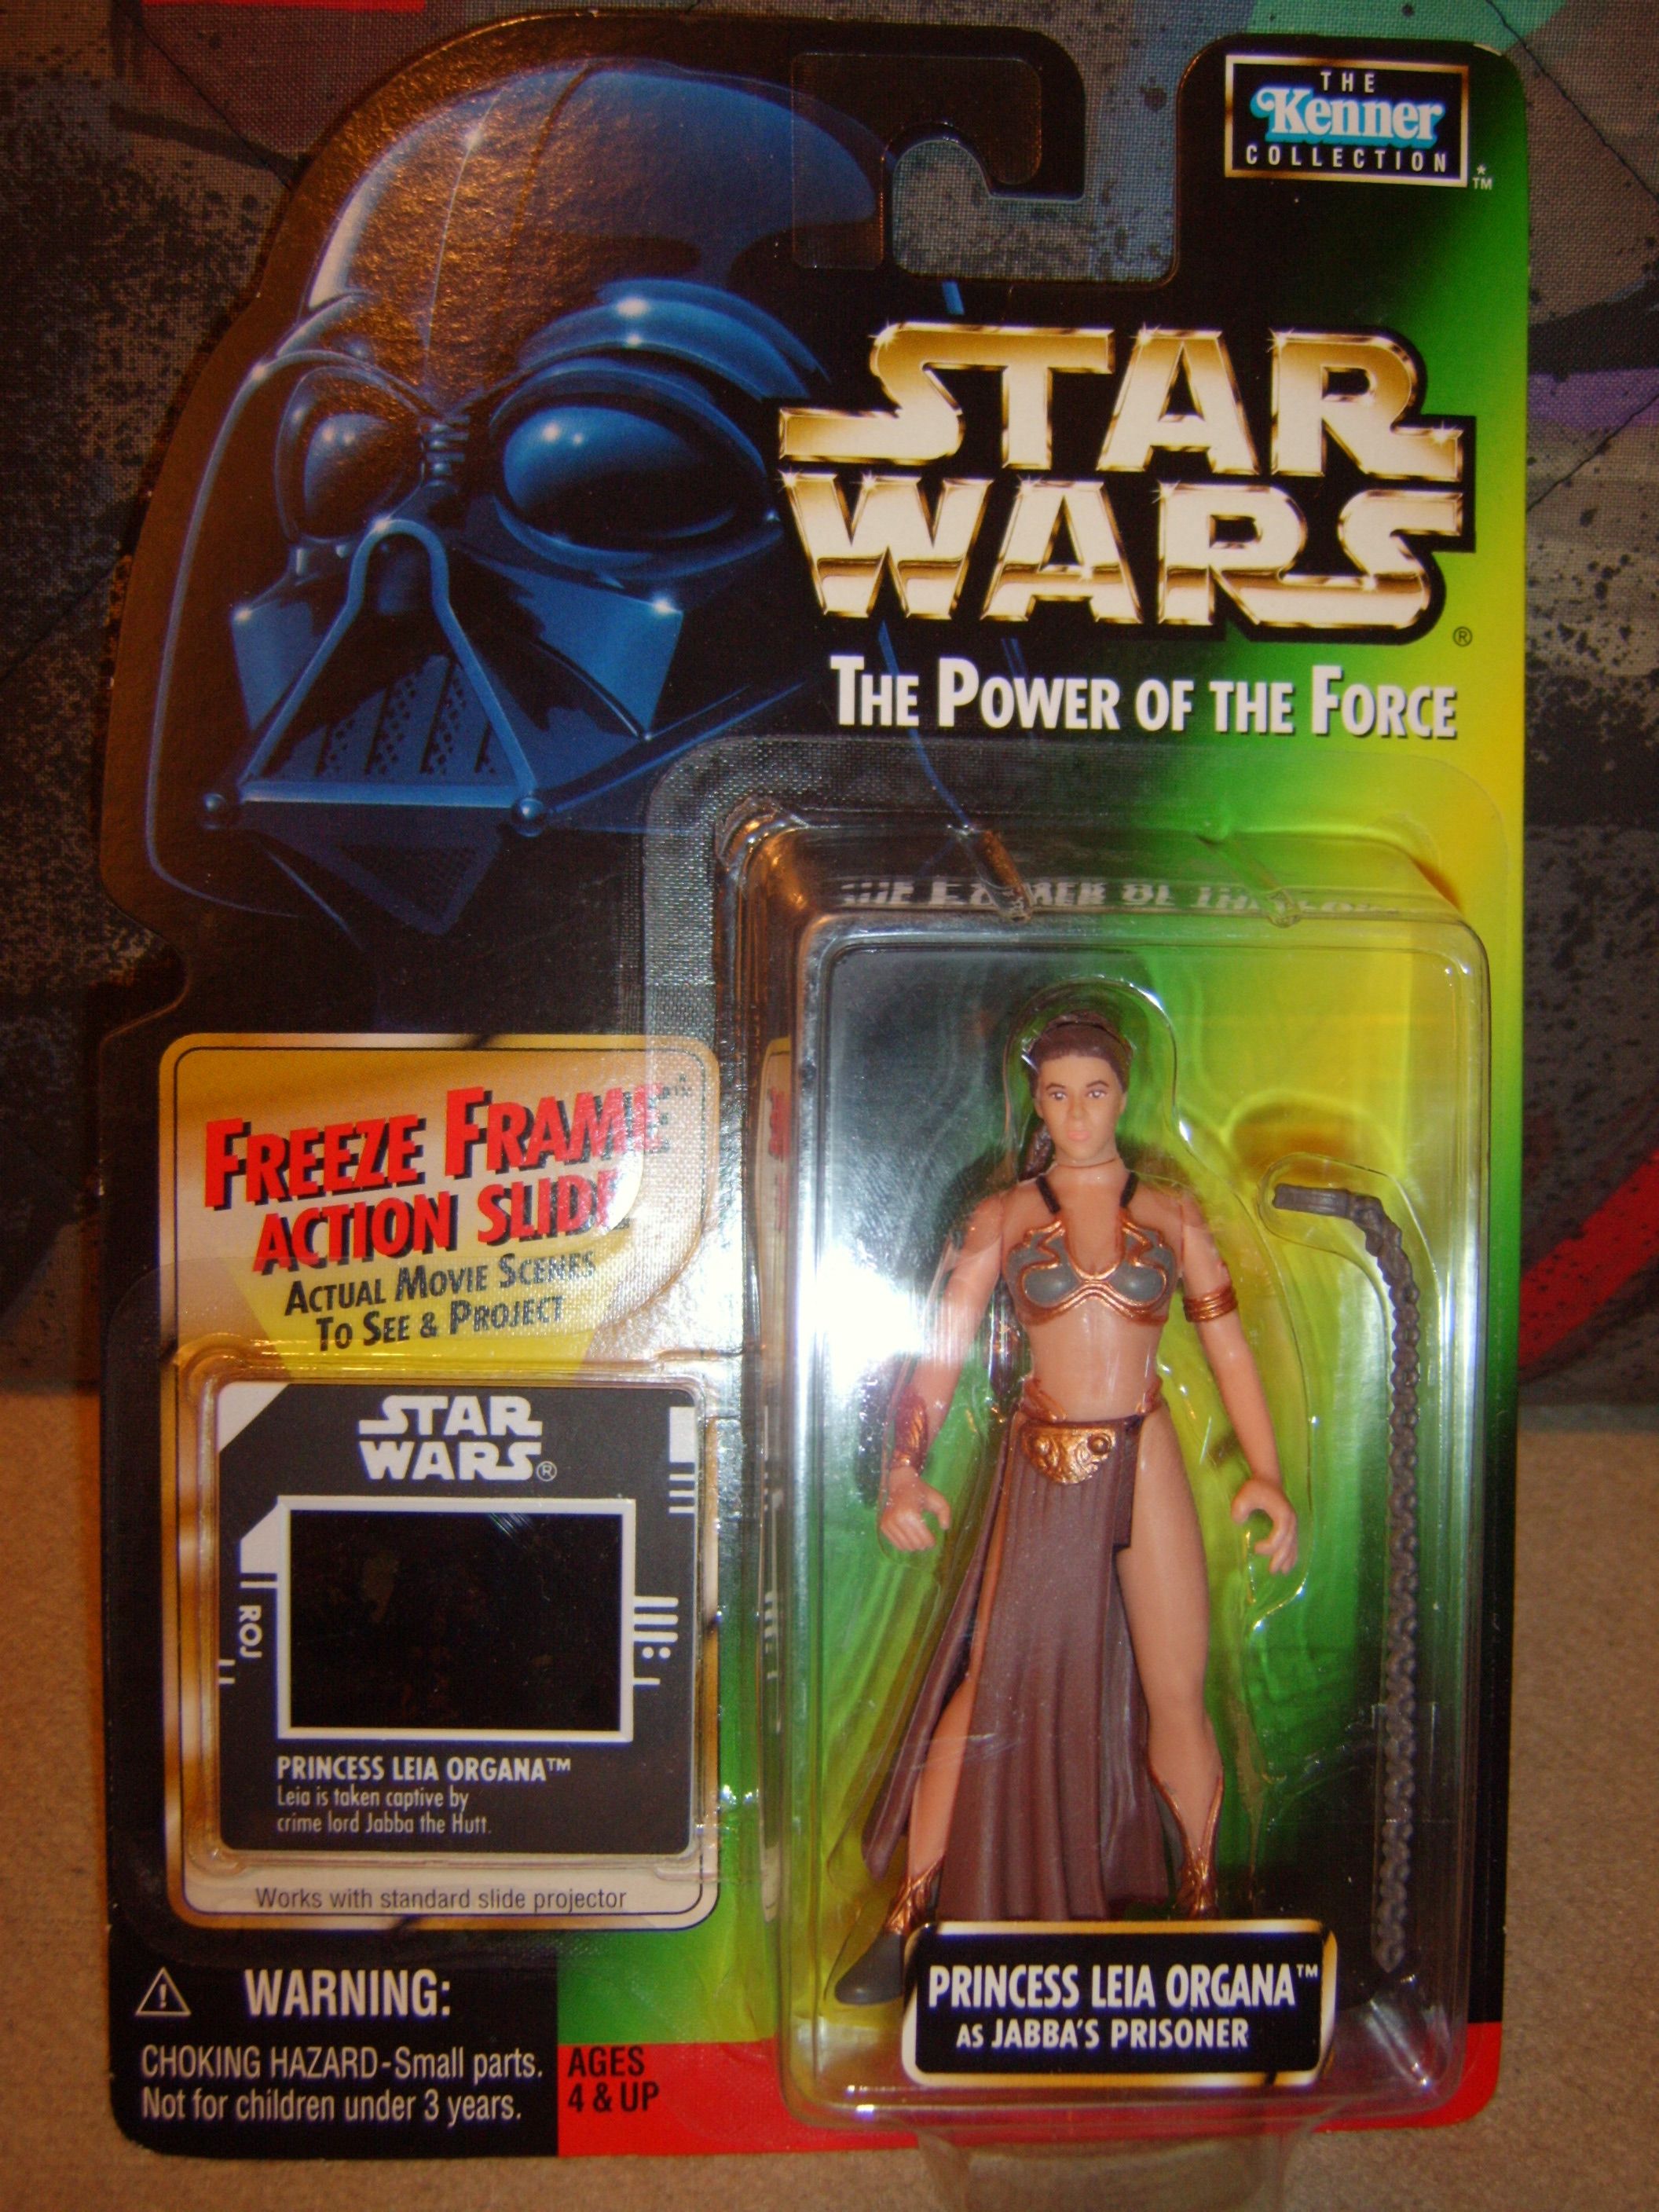 THE
Kenner
COLLECTION
*
TM
STAR
WARS
®
THE POWER OF THE FORCE
FREEZE FRAME™
ACTION SLIDE
ACTUAL MOVIE SCENES
TO SEE & PROJECT
STAR
WARS®
ROJ
PRINCESS LEIA ORGANA™
Leia is taken captive by
crime lord Jabba the Hutt.
Works with standard slide projector
PRINCESS LEIA ORGANA™
AS JABBA'S PRISONER
WARNING:
CHOKING HAZARD-Small parts.
Not for children under 3 years.
AGES
4 & UP